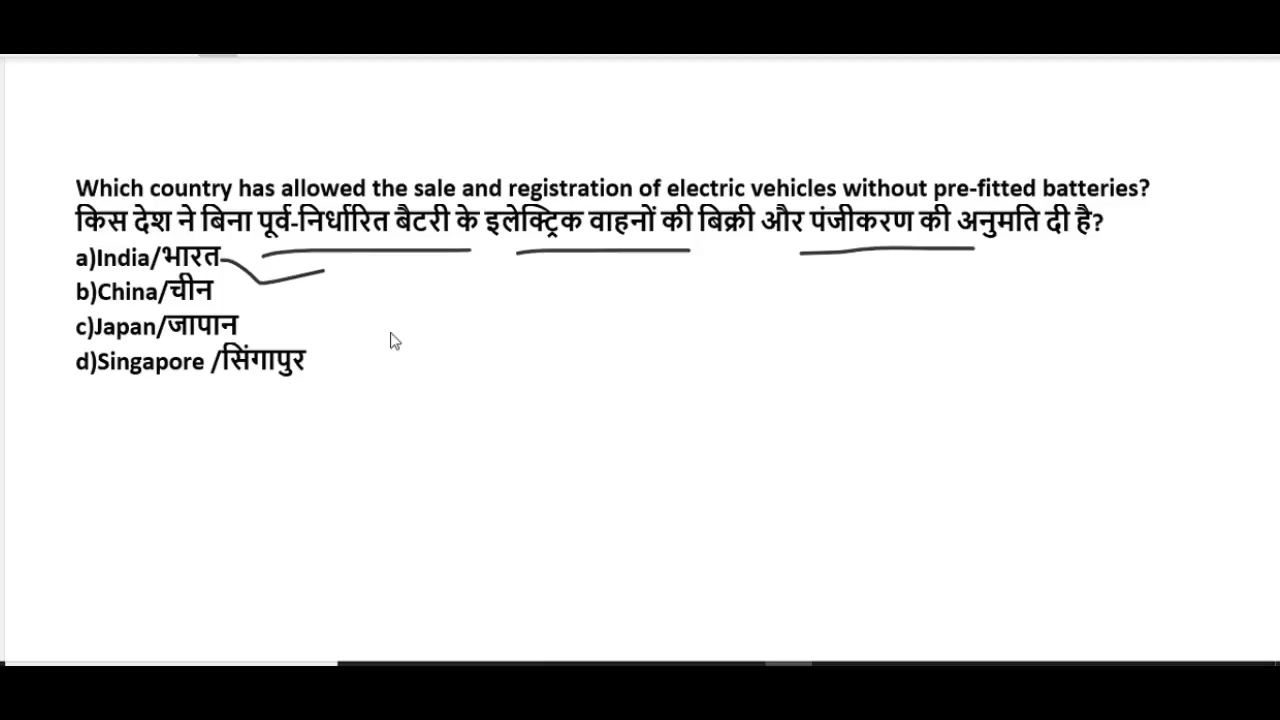 Which country has allowed the sale and registration of electric vehicles without pre-fitted batteries?
किस देश ने बिना पूर्व-निर्धारित बैटरी के इलेक्ट्रिक वाहनों की बिक्री और पंजीकरण की अनुमति दी है?
a)India/भारत
b)China/चीन
c)Japan/जापान
d)Singapore /सिंगापुर